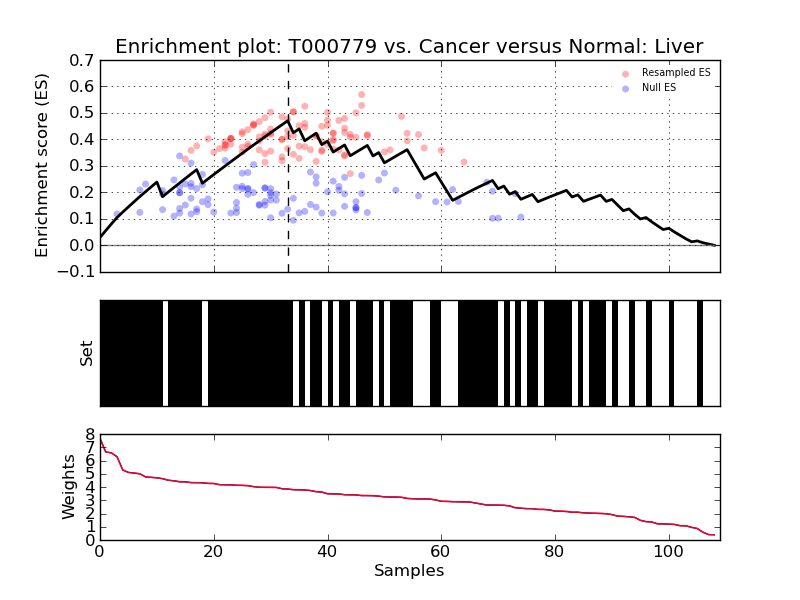 Enrichment plot: T000779 vs. Cancer versus Normal: Liver
Enrichment score (ES)
0.7
0.6
0.5
0.4
0.3
0.2
0.1
0.0
−0.1
Resampled ES
Null ES
Set
Weights
8
7
6
5
4
3
2
1
0
0 20 40 60 80 100
Samples